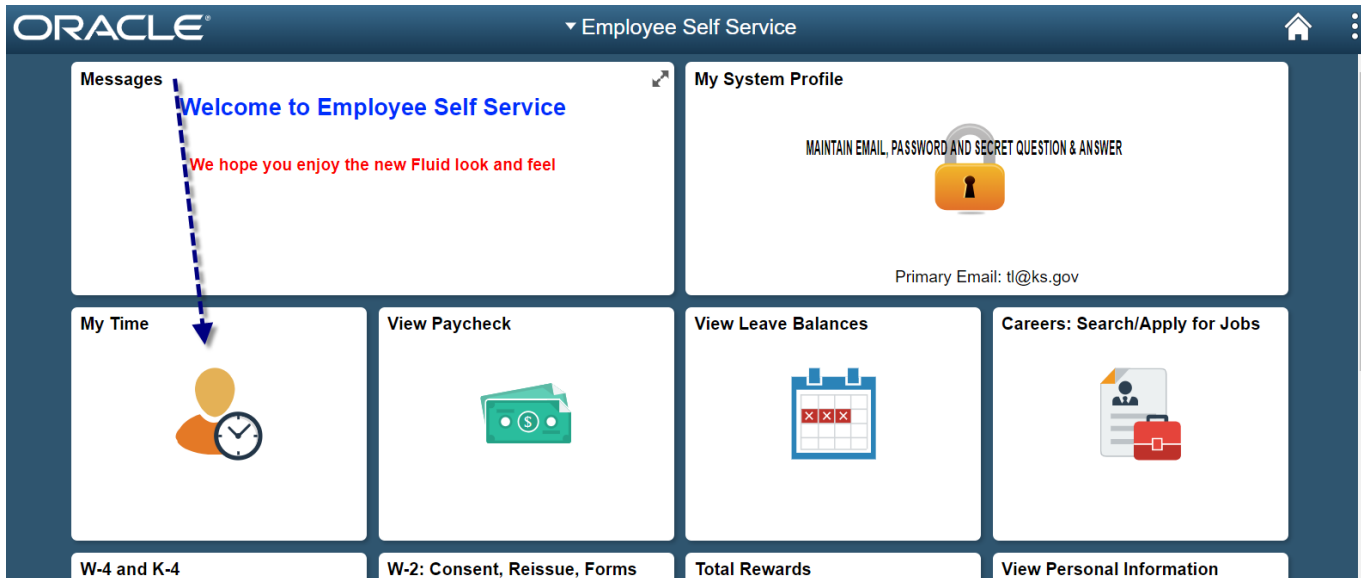 ORACLE
Employee Self Service
Messages
Welcome to Employee Self Service
We hope you enjoy the new Fluid look and feel
My System Profile
MAINTAIN EMAIL, PASSWORD AND SECRET QUESTION & ANSWER
Primary Email: tl@ks.gov
My Time
View Paycheck
View Leave Balances
Careers: Search/Apply for Jobs
W-4 and K-4
W-2: Consent, Reissue, Forms
Total Rewards
View Personal Information